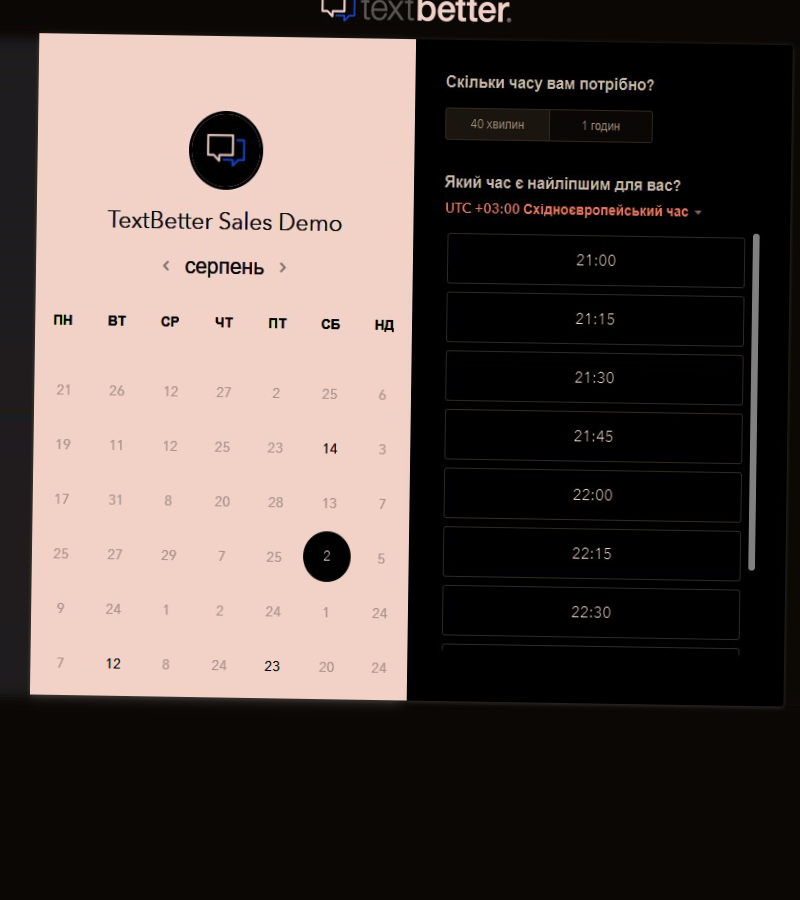 textbetter.
TextBetter Sales Demo
‹ серпень ›
ПН ВТ СР ЧТ ПТ СБ НД
21 26 12 27 2 25 6
19 11 12 25 23 14 3
17 31 8 20 28 13 7
25 27 29 7 25 2 5
9 24 1 2 24 1 24
7 12 8 24 23 20 24
Скільки часу вам потрібно?
40 хвилин 1 годин
Який час є найліпшим для вас?
UTC +03:00 Східноєвропейський час
21:00
21:15
21:30
21:45
22:00
22:15
22:30